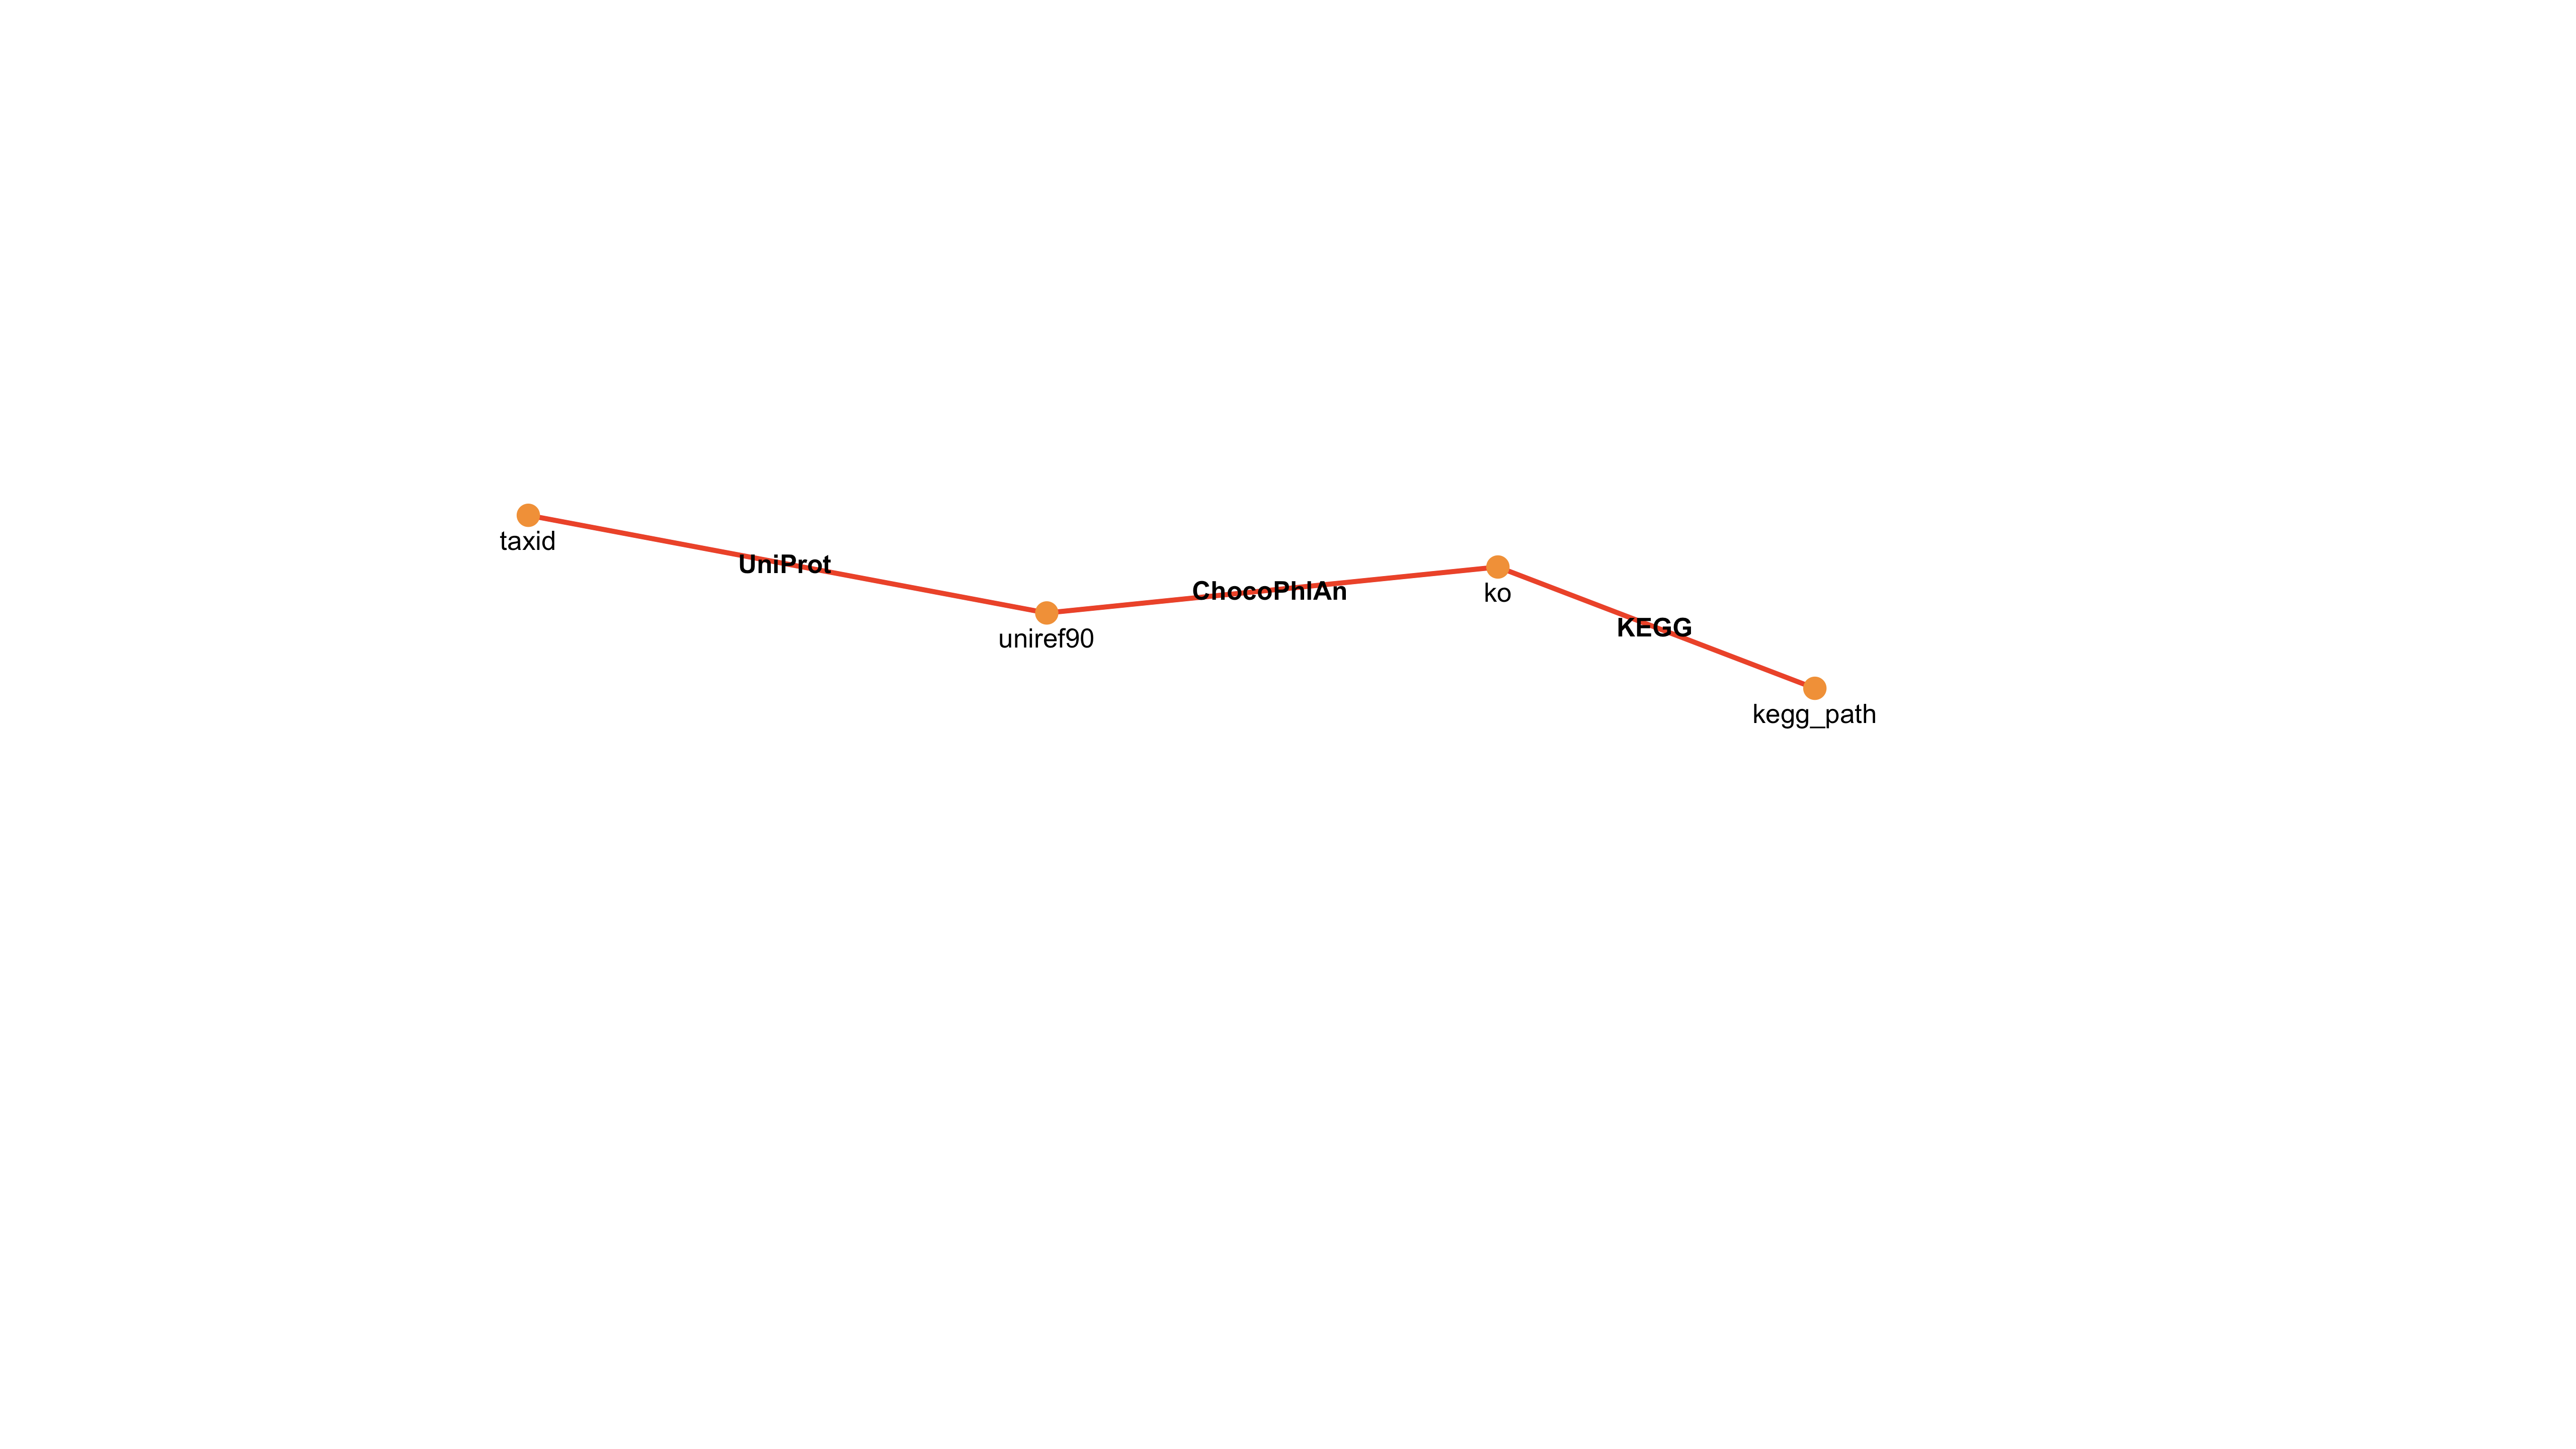 taxid
UniProt
uniref90
ChocoPhlAn
ko
KEGG
kegg_path